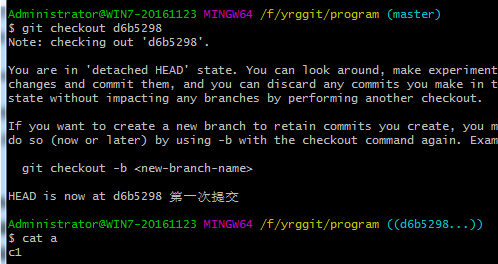 Administrator@WIN7-20161123 MINGW64 /f/yrggit/program (master)
$ git checkout d6b5298
Note: checking out 'd6b5298'.
You are in 'detached HEAD' state. You can look around, make experiment
changes and commit them, and you can discard any commits you make in t
state without impacting any branches by performing another checkout.
If you want to create a new branch to retain commits you create, you m
do so (now or later) by using -b with the checkout command again. Exam
git checkout -b <new-branch-name>
HEAD is now at d6b5298 第一次提交
Administrator@WIN7-20161123 MINGW64 /f/yrggit/program ((d6b5298...))
$ cat a
c1